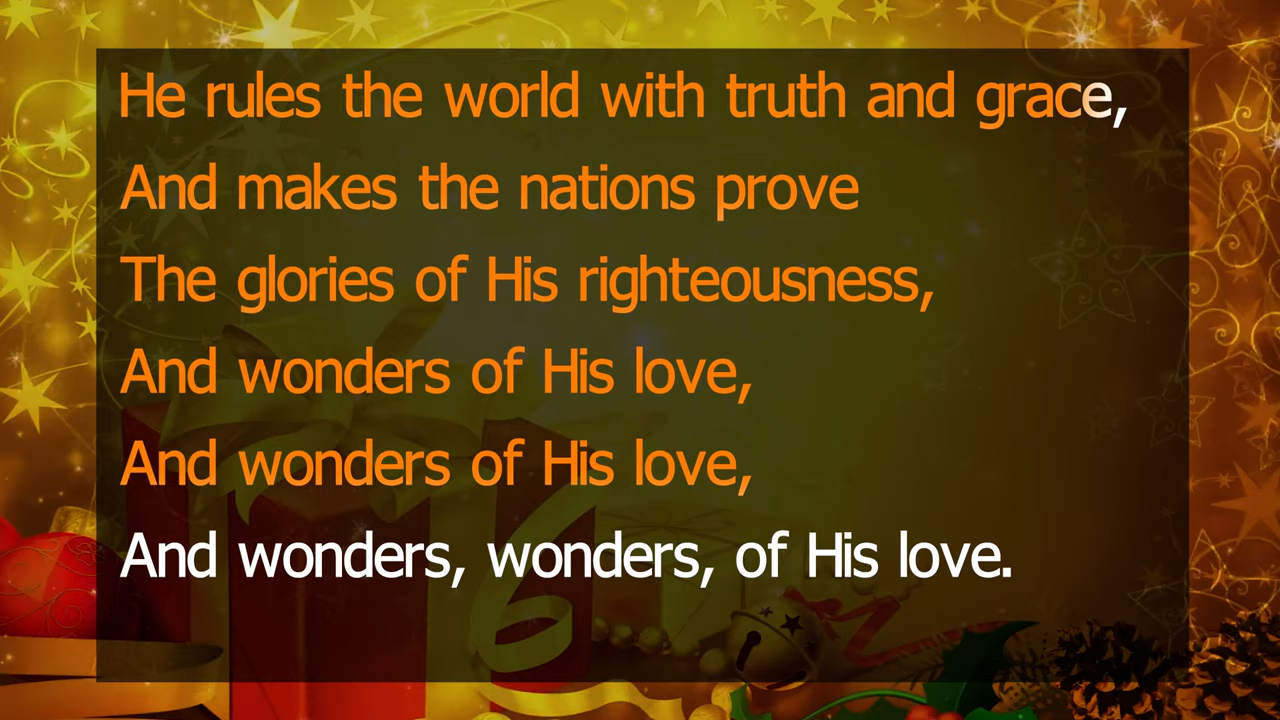 He rules the world with truth and grace,
And makes the nations prove
The glories of His righteousness,
And wonders of His love,
And wonders of His love,
And wonders, wonders, of His love.